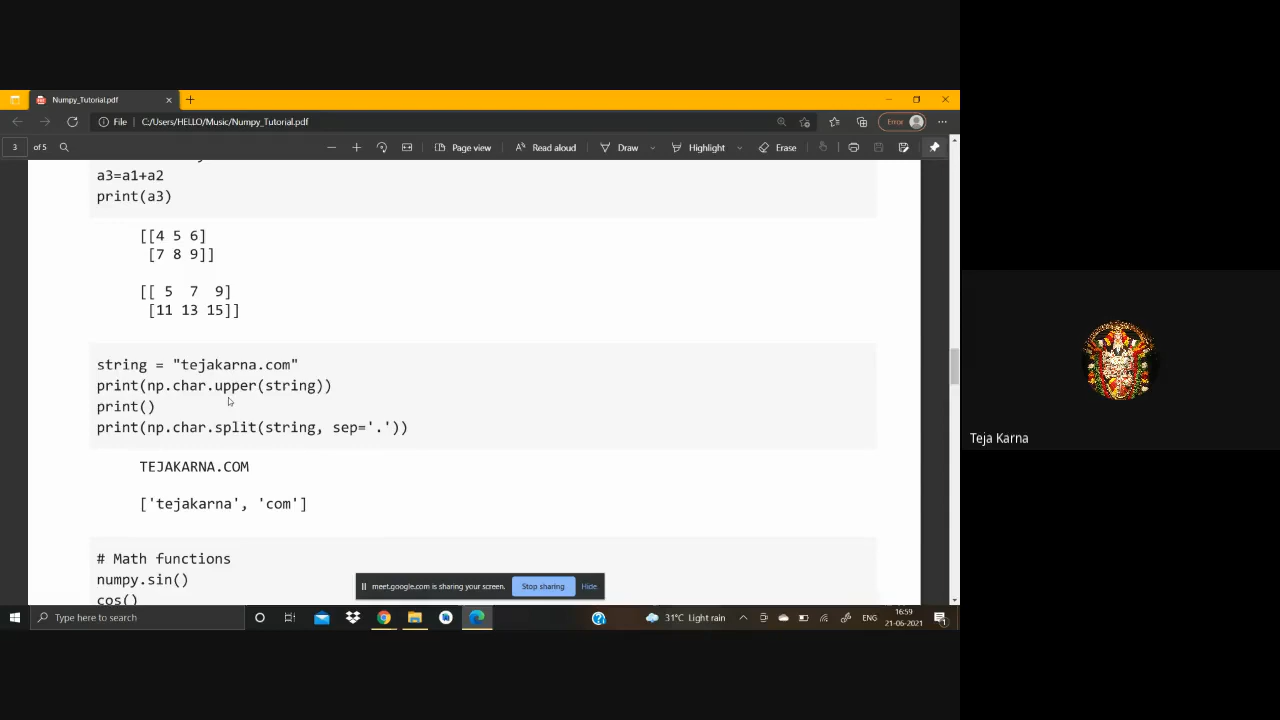 Numpy_Tutorial.pdf
File C:/Users/HELLO/Music/Numpy_Tutorial.pdf Error
3 of 5 Page view Read aloud Draw Highlight Erase
a3=a1+a2
print(a3)
[[4 5 6]
[7 8 9]]
[[ 5 7 9]
[11 13 15]]
string = "tejakarna.com"
print(np.char.upper(string))
print()
print(np.char.split(string, sep='.'))
TEJAKARNA.COM
['tejakarna', 'com']
# Math functions
numpy.sin()
cos()
meet.google.com is sharing your screen. Stop sharing Hide
Type here to search 31°C Light rain ENG 16:59
21-06-2021
Teja Karna